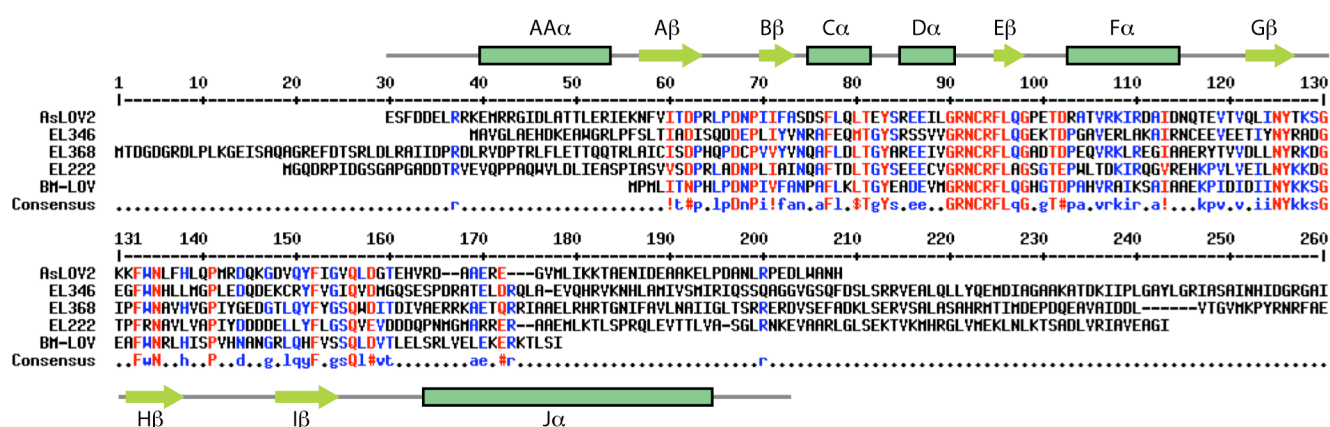 AAα Aβ Bβ Cα Dα Eβ Fα Gβ
1 10 20 30 40 50 60 70 80 90 100 110 120 130
AsLOV2 ESFDDELRRKEMRRGIDLATTLERIEKNFVITDPRLPDNPIIFASDSFLQLTEYSREEILGRNCRFLQGPETDRATVRKIRDAIDNQTEVTVQLINYTKSG
EL346 MAVGLAEHDKEAWGRLPFSLTIADISQDDEPLIYVNRAFEQMTGYSRSSVVGRNCRFLQGEKTDPGAVERLAKAIRNCEEVEETIYNYRADG
EL368 MTDGDGRDLPLKGEISAQAGREFDTSRLDLRAIIDPRDLRVDPTRLFLETTQQTRLAICISDPHQPDCPVVYVNQAFLDLTGYAREEIVGRNCRFLQGADTDPEQVRKLREGIAAERYTVVDLLNYRKDG
EL222 MGQDRPIDGSGAPGADDTRVEVQPPAQWVLDLIEASPIASVVSDPRLADNPLIAINQAFTDLTGYSEEECVGRNCRFLAGSGTEPWLTDKIRQGVREHKPVLVEILNYKKDG
BM-LOV MPMLITNPHLPDNPIVFANPAFLKLTGYEADEVMGRNCRFLQGHGTDPAHVRAIKSAIAAEKPIDIDIINYKKSG
Consensus ....................................r......................!t#p.lpDnPi!fan.aFl.$TgYs.ee..GRNCRFLqG.gT#pa.vrkir.a!...kpv.v.iiNYkksG
131 140 150 160 170 180 190 200 210 220 230 240 250 260
AsLOV2 KKFWNLFHLQPMRDQKGDVQYFIGVQLDGTEHVRD--AAERE---GVMLIKKTAENIDEAAKELPDANLRPEDLWANH
EL346 EGFWNHLLMGPLEDQDEKCRYFVGIQVDMGQSESPDRATELDRQLA-EVQHRVKNHLAMIVSMIRIQSSQAGGVGSQFDSLSRRVEALQLLYQEMDIAGAAKATDKIIPLGAYLGRIASAINHIDGRGAI
EL368 IPFWNAVHVGPIYGEDGTLQYFYGSQWDITDIVAERRKAETQRRIAAELRHRTGNIFAVLNAIIGLTSRRERDVSEFADKLSERVSALASAHRMTIMDEPDQEAVAIDDL------VTGVMKPYRNRFAE
EL222 TPFRNAVLVAPIYDDDDELLYFLGSQVEVDDDQPNMGMARRER--AAEMLKTLSPRQLEVTTLVA-SGLRNKEVAARLGLSEKTVKMHRGLVMEKLNLKTSADLVRIAVEAGI
BM-LOV EAFWNRLHISPVHNANGRLQHFVSSQLDVTLELSRLVELEKERKTLSI
Consensus ..FwN..h..P..d..g.lqyF.gsQl#vt........ae.#r...........................r...........................................................
Hβ Iβ Jα